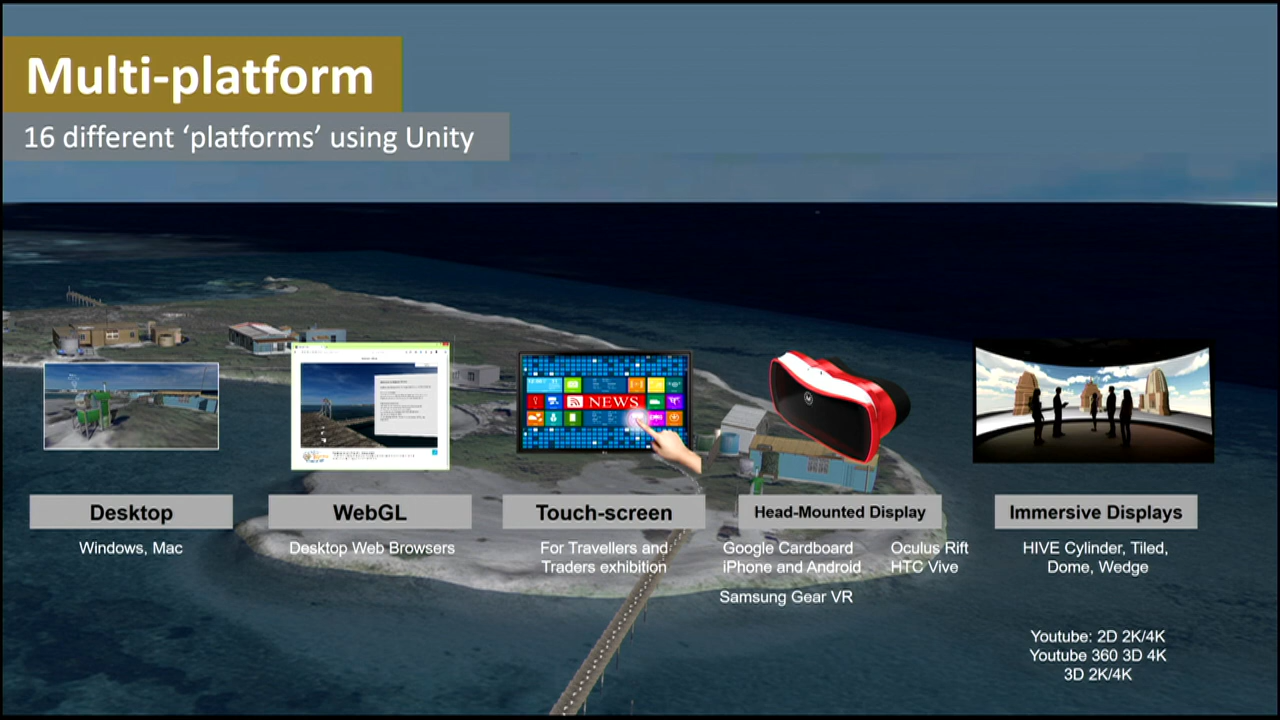 Multi-platform
16 different ‘platforms’ using Unity
NEWS
Desktop
Windows, Mac
WebGL
Desktop Web Browsers
Touch-screen
For Travellers and
Traders exhibition
Head-Mounted Display
Google Cardboard
iPhone and Android
Samsung Gear VR
Oculus Rift
HTC Vive
Immersive Displays
HIVE Cylinder, Tiled,
Dome, Wedge
Youtube: 2D 2K/4K
Youtube 360 3D 4K
3D 2K/4K